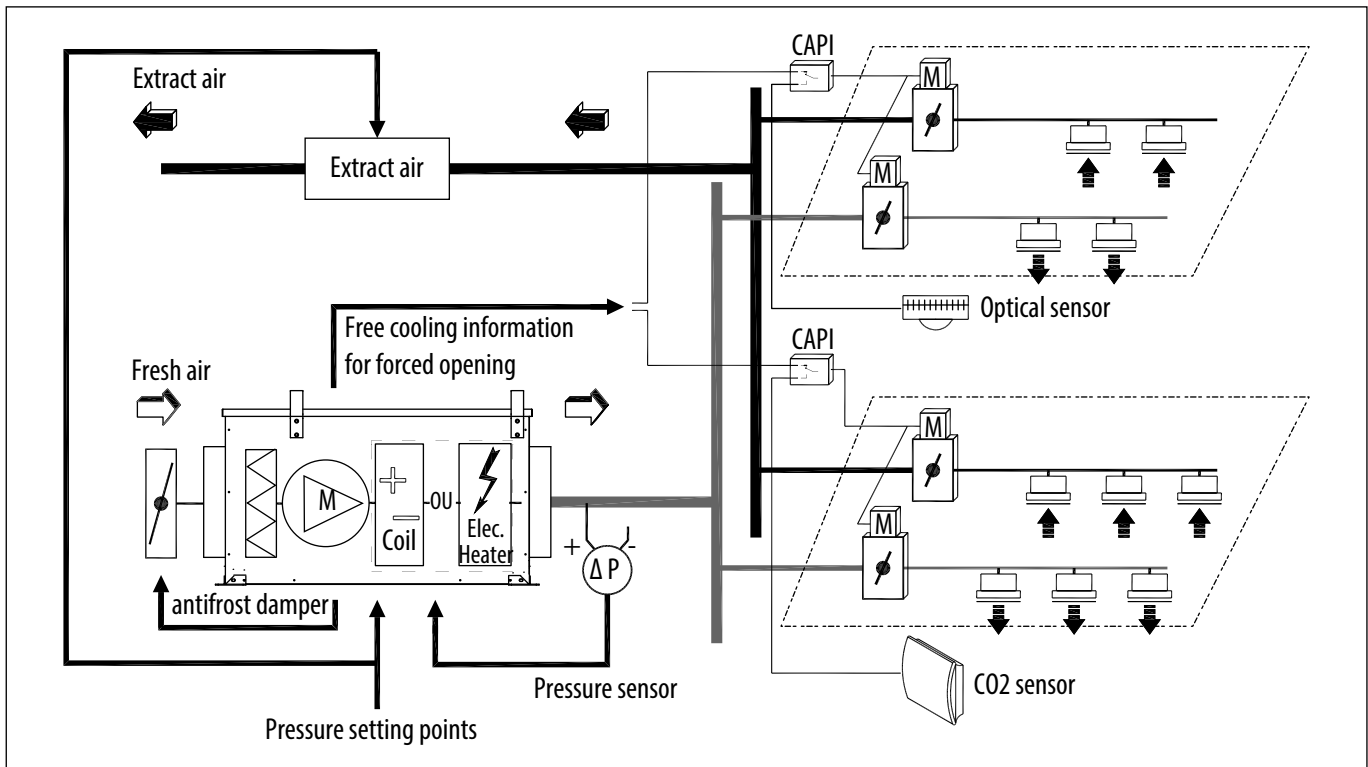 CAPI
M
Extract air
Extract air
M
Optical sensor
Free cooling information
for forced opening
CAPI
Fresh air
M
M
+
-
OU
Coil
Elec.
Heater
+
-
M
Δ P
antifrost damper
Pressure sensor
CO2 sensor
Pressure setting points